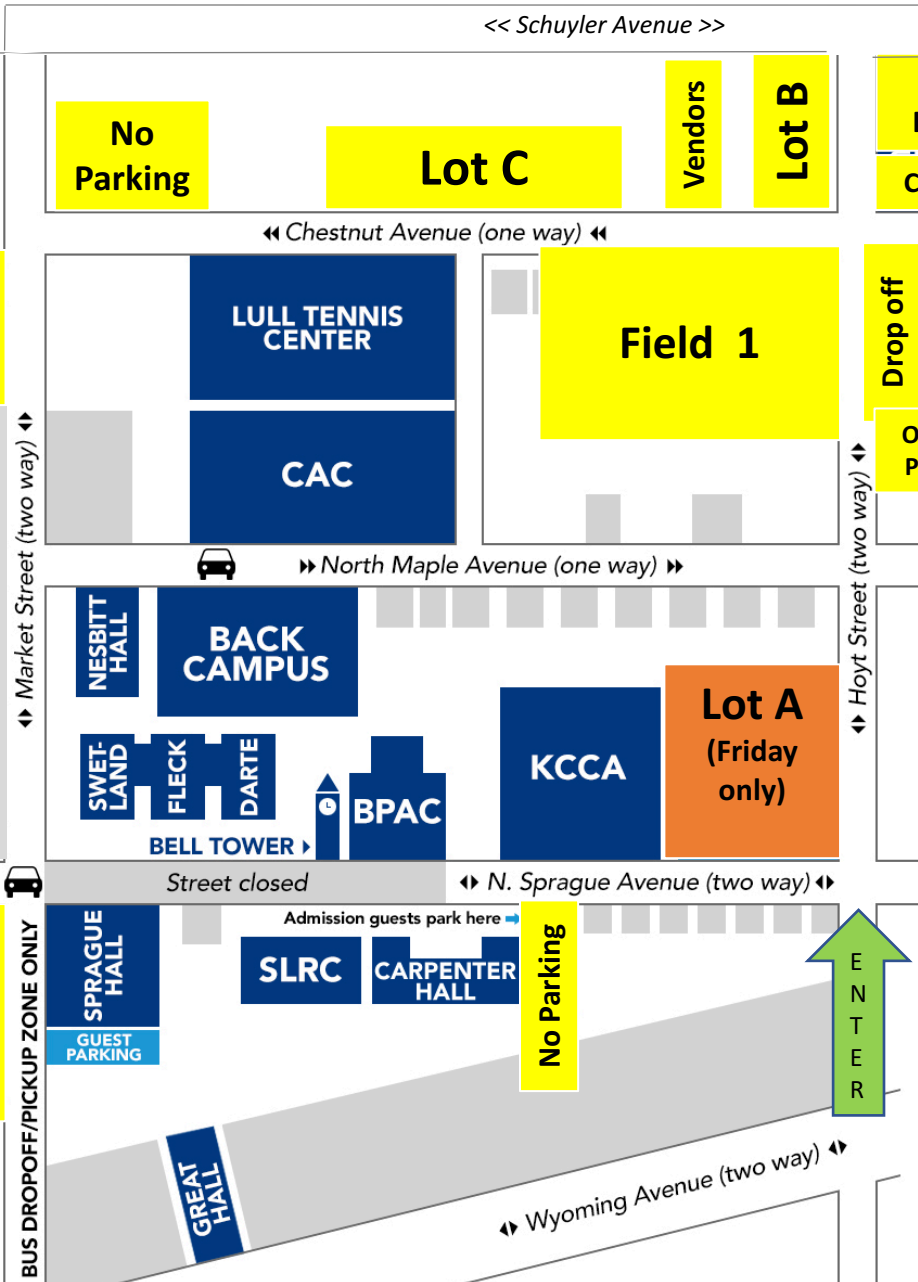 << Schuyler Avenue >>
No
Parking
Lot C
Vendors
Lot B
Chestnut Avenue (one way)
LULL TENNIS
CENTER
Field 1
Drop off
CAC
Market Street (two way)
Hoyt Street (two way)
North Maple Avenue (one way)
NESBITT
HALL
BACK
CAMPUS
Lot A
(Friday
only)
KCCA
SWET-
LAND
FLECK
DARTE
BPAC
BELL TOWER
Street closed
N. Sprague Avenue (two way)
BUS DROPOFF/PICKUP ZONE ONLY
SPRAGUE
HALL
Admission guests park here
SLRC
CARPENTER
HALL
No Parking
ENTER
GUEST
PARKING
GREAT
HALL
Wyoming Avenue (two way)